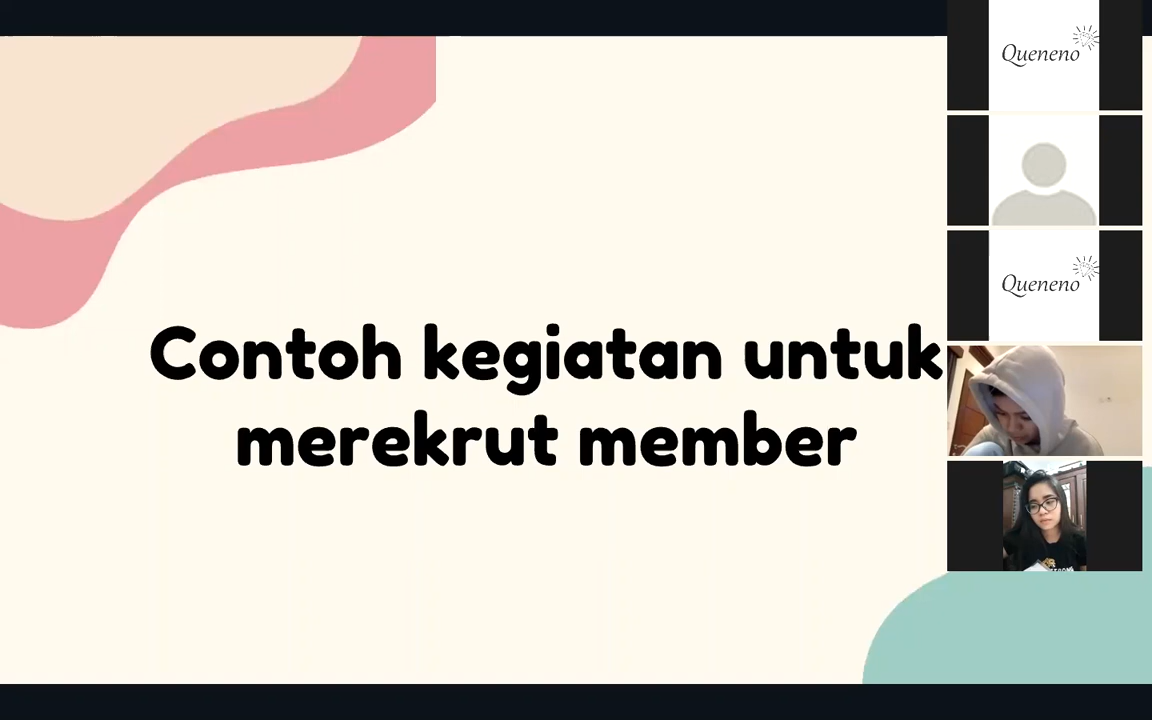 Contoh kegiatan untuk
merekrut member
Queneno
Queneno